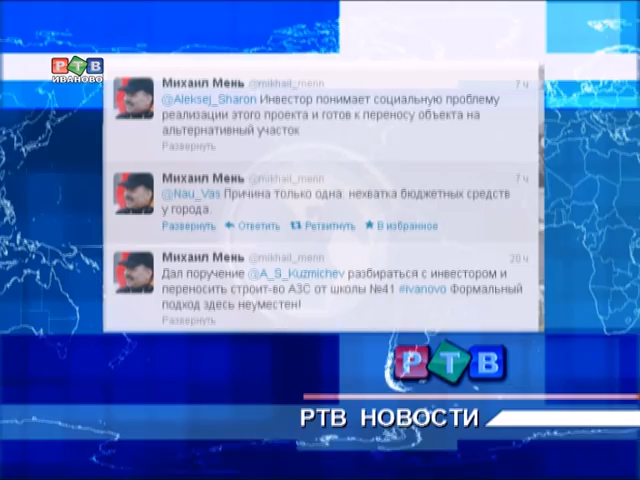 РТВ
ИВАНОВО
Михаил Мень @mikhail_menn 7 ч
@Aleksej_Sharon Инвестор понимает социальную проблему
реализации этого проекта и готов к переносу объекта на
альтернативный участок
Развернуть
Михаил Мень @mikhail_menn 7 ч
@Nau_Vas Причина только одна: нехватка бюджетных средств
у города.
Развернуть Ответить Ретвитнуть В избранное
Михаил Мень @mikhail_menn 20 ч
Дал поручение @A_S_Kuzmichev разбираться с инвестором и
переносить строит-во АЗС от школы №41 #ivanovo Формальный
подход здесь неуместен!
Развернуть
РТВ
РТВ НОВОСТИ